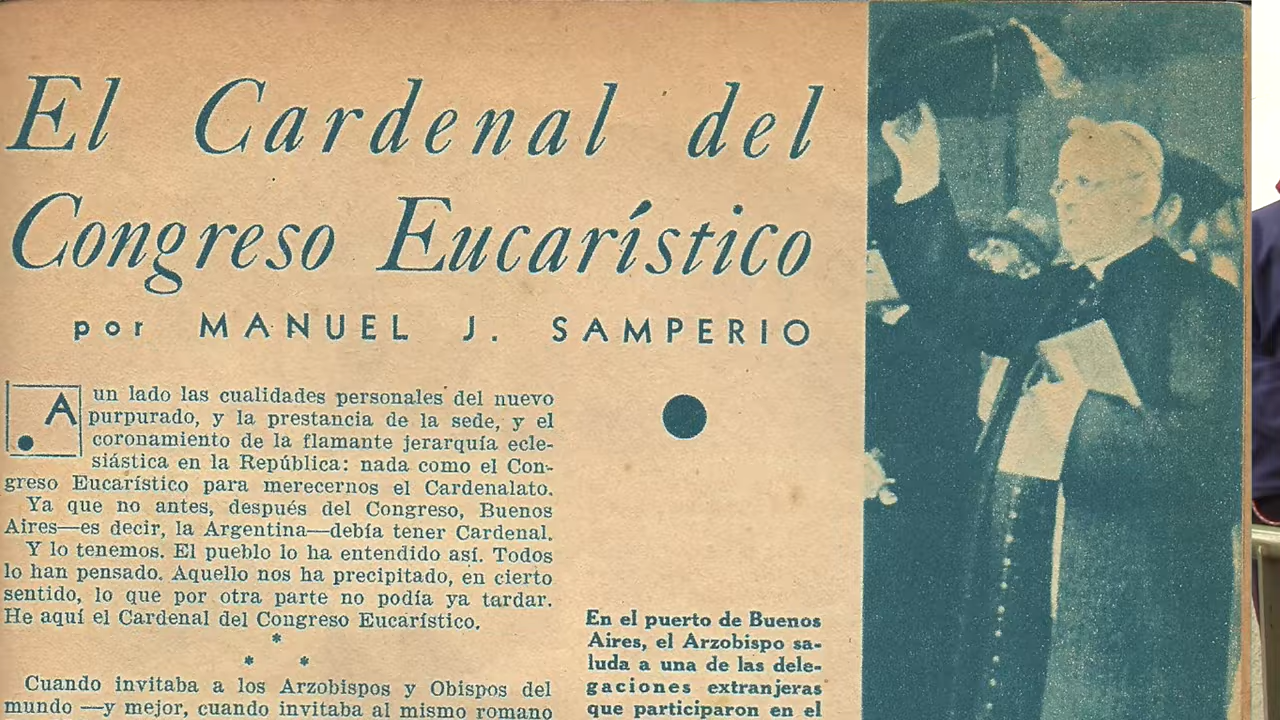 El Cardenal del
Congreso Eucarístico
por MANUEL J. SAMPERIO
A un lado las cualidades personales del nuevo
purpurado, y la prestancia de la sede, y el
coronamiento de la flamante jerarquía ecle-
siástica en la República: nada como el Con-
greso Eucarístico para merecernos el Cardenalato.
Ya que no antes, después del Congreso, Buenos
Aires—es decir, la Argentina—debía tener Cardenal.
Y lo tenemos. El pueblo lo ha entendido así. Todos
lo han pensado. Aquello nos ha precipitado, en cierto
sentido, lo que por otra parte no podía ya tardar.
He aquí el Cardenal del Congreso Eucarístico.
*
* *
Cuando invitaba a los Arzobispos y Obispos del
mundo —y mejor, cuando invitaba al mismo romano
En el puerto de Buenos
Aires, el Arzobispo sa-
luda a una de las dele-
gaciones extranjeras
que participaron en el